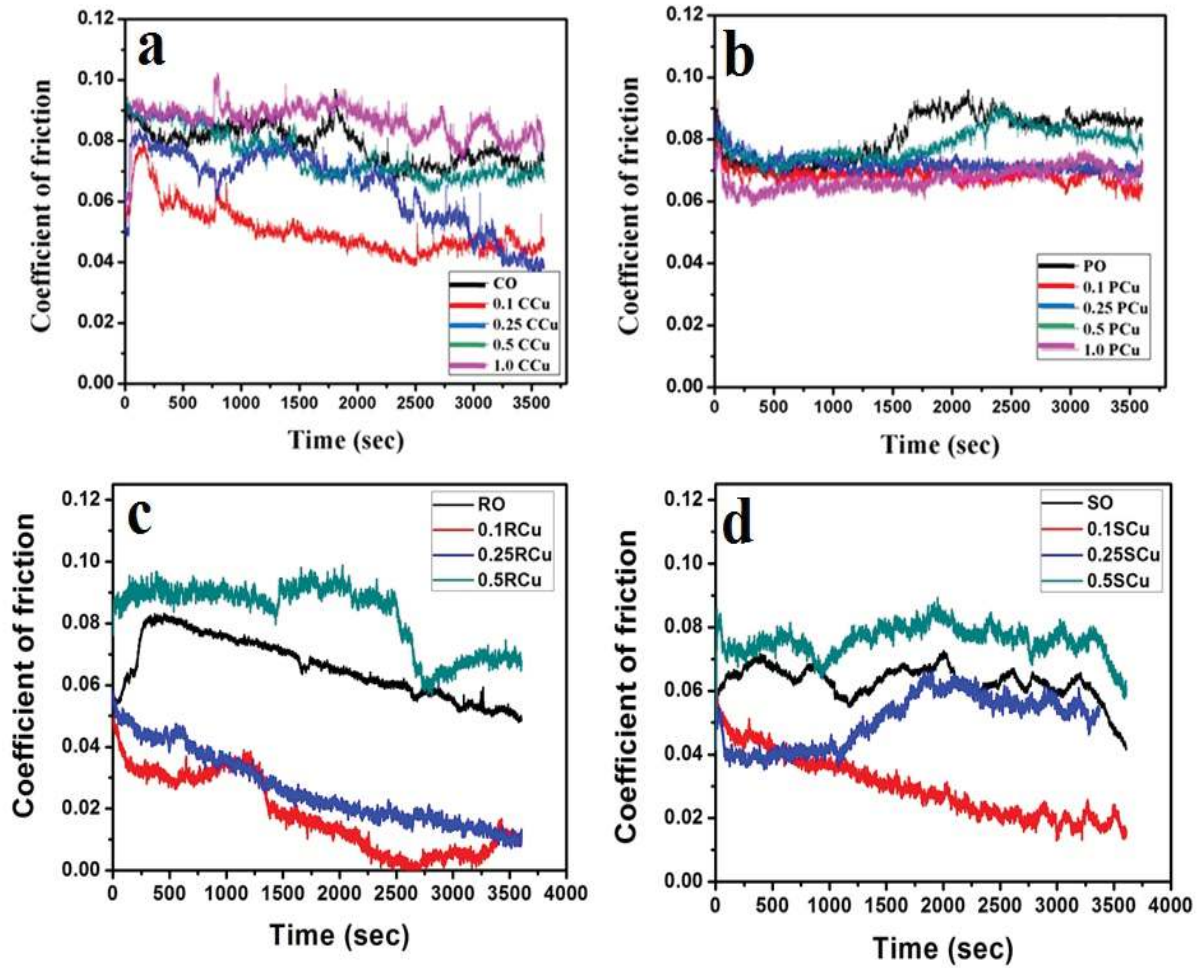 a
Coefficient of friction
0.12
0.10
0.08
0.06
0.04
0.02
0.00
0 500 1000 1500 2000 2500 3000 3500
Time (sec)
CO
0.1 CCu
0.25 CCu
0.5 CCu
1.0 CCu
b
Coefficient of friction
0.12
0.10
0.08
0.06
0.04
0.02
0.00
0 500 1000 1500 2000 2500 3000 3500
Time (sec)
PO
0.1 PCu
0.25 PCu
0.5 PCu
1.0 PCu
c
Coefficient of friction
0.12
0.10
0.08
0.06
0.04
0.02
0.00
0 500 1000 1500 2000 2500 3000 3500 4000
Time (sec)
RO
0.1RCu
0.25RCu
0.5RCu
d
Coefficient of friction
0.12
0.10
0.08
0.06
0.04
0.02
0.00
0 500 1000 1500 2000 2500 3000 3500 4000
Time (sec)
SO
0.1SCu
0.25SCu
0.5SCu